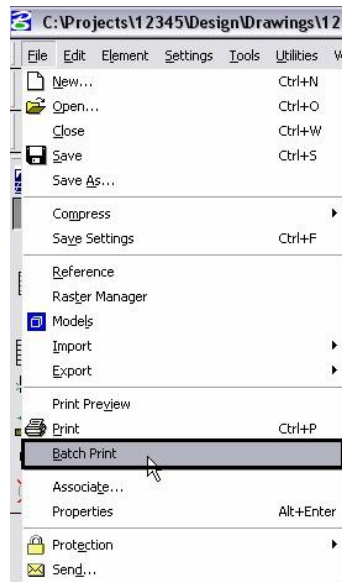 C:\Projects\12345\Design\Drawings\12
File Edit Element Settings Tools Utilities
New... Ctrl+N
Open... Ctrl+O
Close Ctrl+W
Save Ctrl+S
Save As...
Compress
Save Settings Ctrl+F
Reference
Raster Manager
Models
Import
Export
Print Preview
Print Ctrl+P
Batch Print
Associate...
Properties Alt+Enter
Protection
Send...